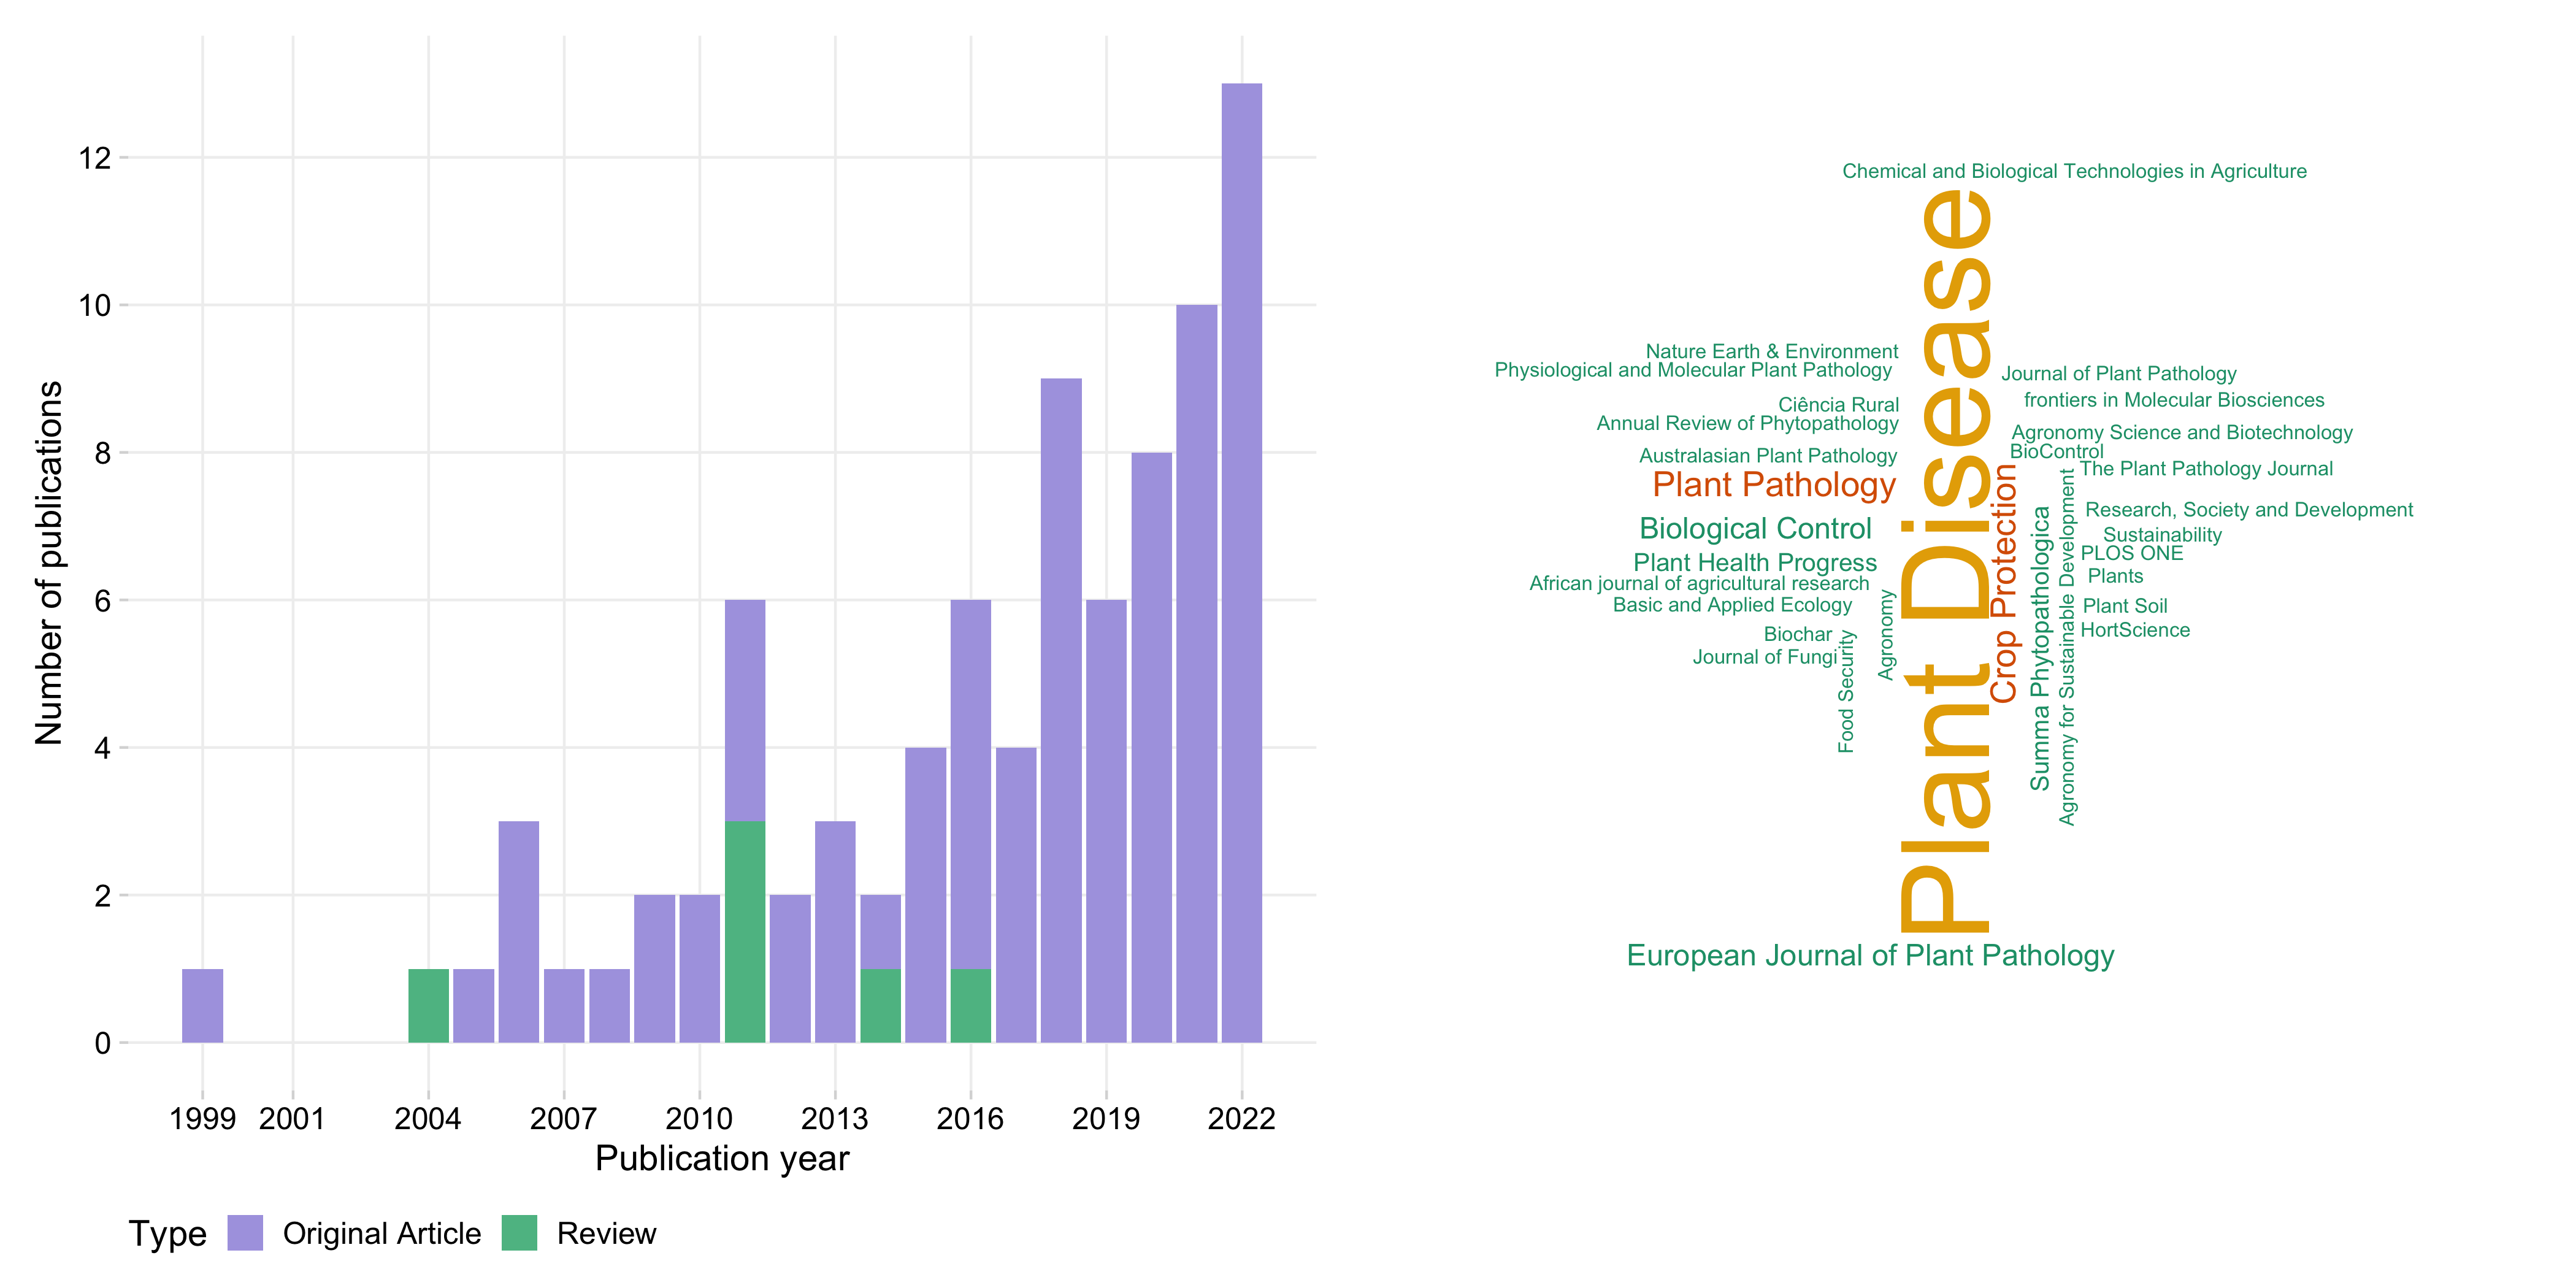 12
10
8
6
4
2
0
Number of publications
1999 2001 2004 2007 2010 2013 2016 2019 2022
Publication year
Type Original Article Review
Chemical and Biological Technologies in Agriculture
Plant Disease
Nature Earth & Environment
Physiological and Molecular Plant Pathology
Ciência Rural
Annual Review of Phytopathology
Australasian Plant Pathology
Plant Pathology
Biological Control
Plant Health Progress
African journal of agricultural research
Basic and Applied Ecology
Biochar
Journal of Fungi
Food Security
Agronomy
Crop Protection
Summa Phytopathologica
Agronomy for Sustainable Development
Journal of Plant Pathology
frontiers in Molecular Biosciences
Agronomy Science and Biotechnology
BioControl
The Plant Pathology Journal
Research, Society and Development
Sustainability
PLOS ONE
Plants
Plant Soil
HortScience
European Journal of Plant Pathology